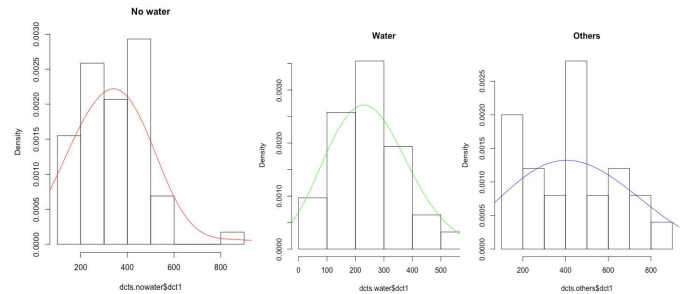 No water
Density
0.0000 0.0005 0.0010 0.0015 0.0020 0.0025 0.0030
200 400 600 800
dcts.nowater$dct1
Water
Density
0.000 0.0010 0.0020 0.0030
0 100 200 300 400 500
dcts.water$dct1
Others
Density
0.0000 0.0005 0.0010 0.0015 0.0020 0.0025
200 400 600 800
dcts.others$dct1